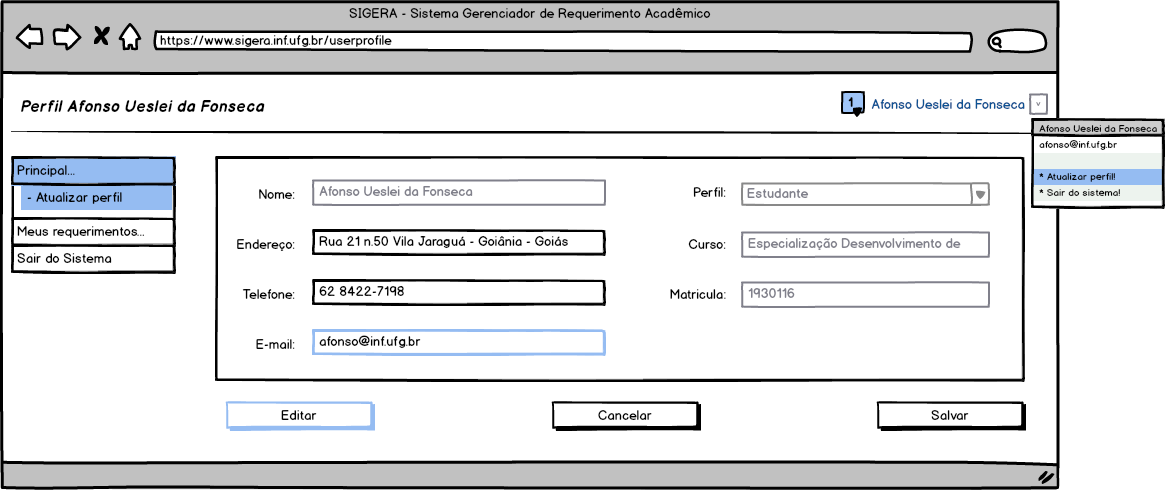 SIGERA - Sistema Gerenciador de Requerimento Acadêmico
https://www.sigera.inf.ufg.br/userprofile
Perfil Afonso Ueslei da Fonseca
1 Afonso Ueslei da Fonseca
Afonso Ueslei da Fonseca
afonso@inf.ufg.br
* Atualizar perfil!
* Sair do sistema!
Principal...
- Atualizar perfil
Meus requerimentos...
Sair do Sistema
Nome: Afonso Ueslei da Fonseca
Perfil: Estudante
Endereço: Rua 21 n.50 Vila Jaraguá - Goiânia - Goiás
Curso: Especialização Desenvolvimento de
Telefone: 62 8422-7198
Matricula: 1930116
E-mail: afonso@inf.ufg.br
Editar
Cancelar
Salvar